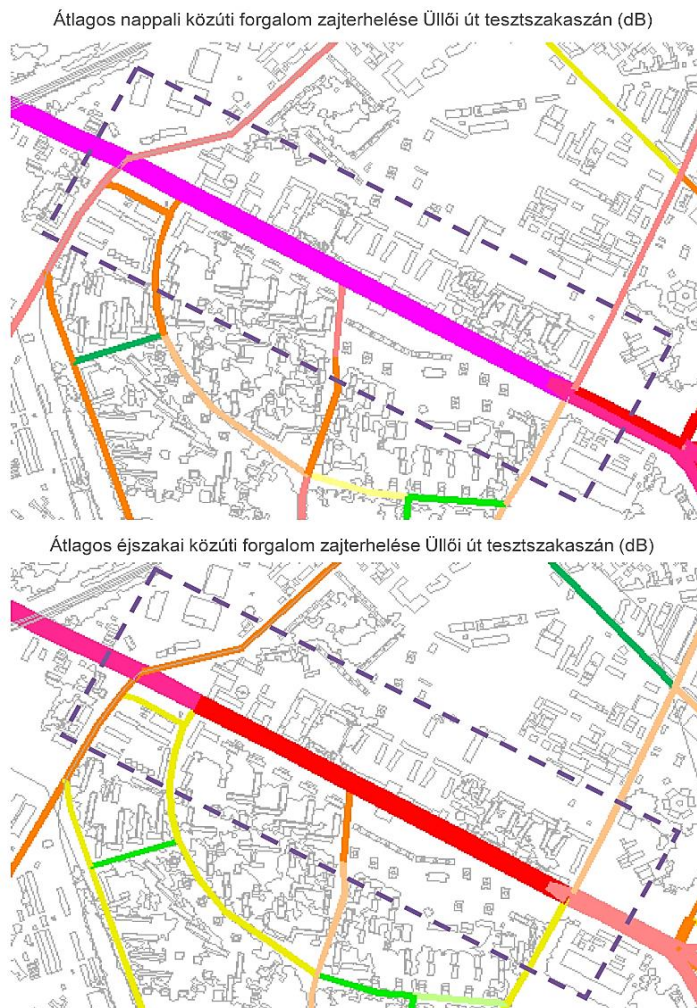 Átlagos nappali közúti forgalom zajterhelése Üllői út tesztszakaszán (dB)
Átlagos éjszakai közúti forgalom zajterhelése Üllői út tesztszakaszán (dB)